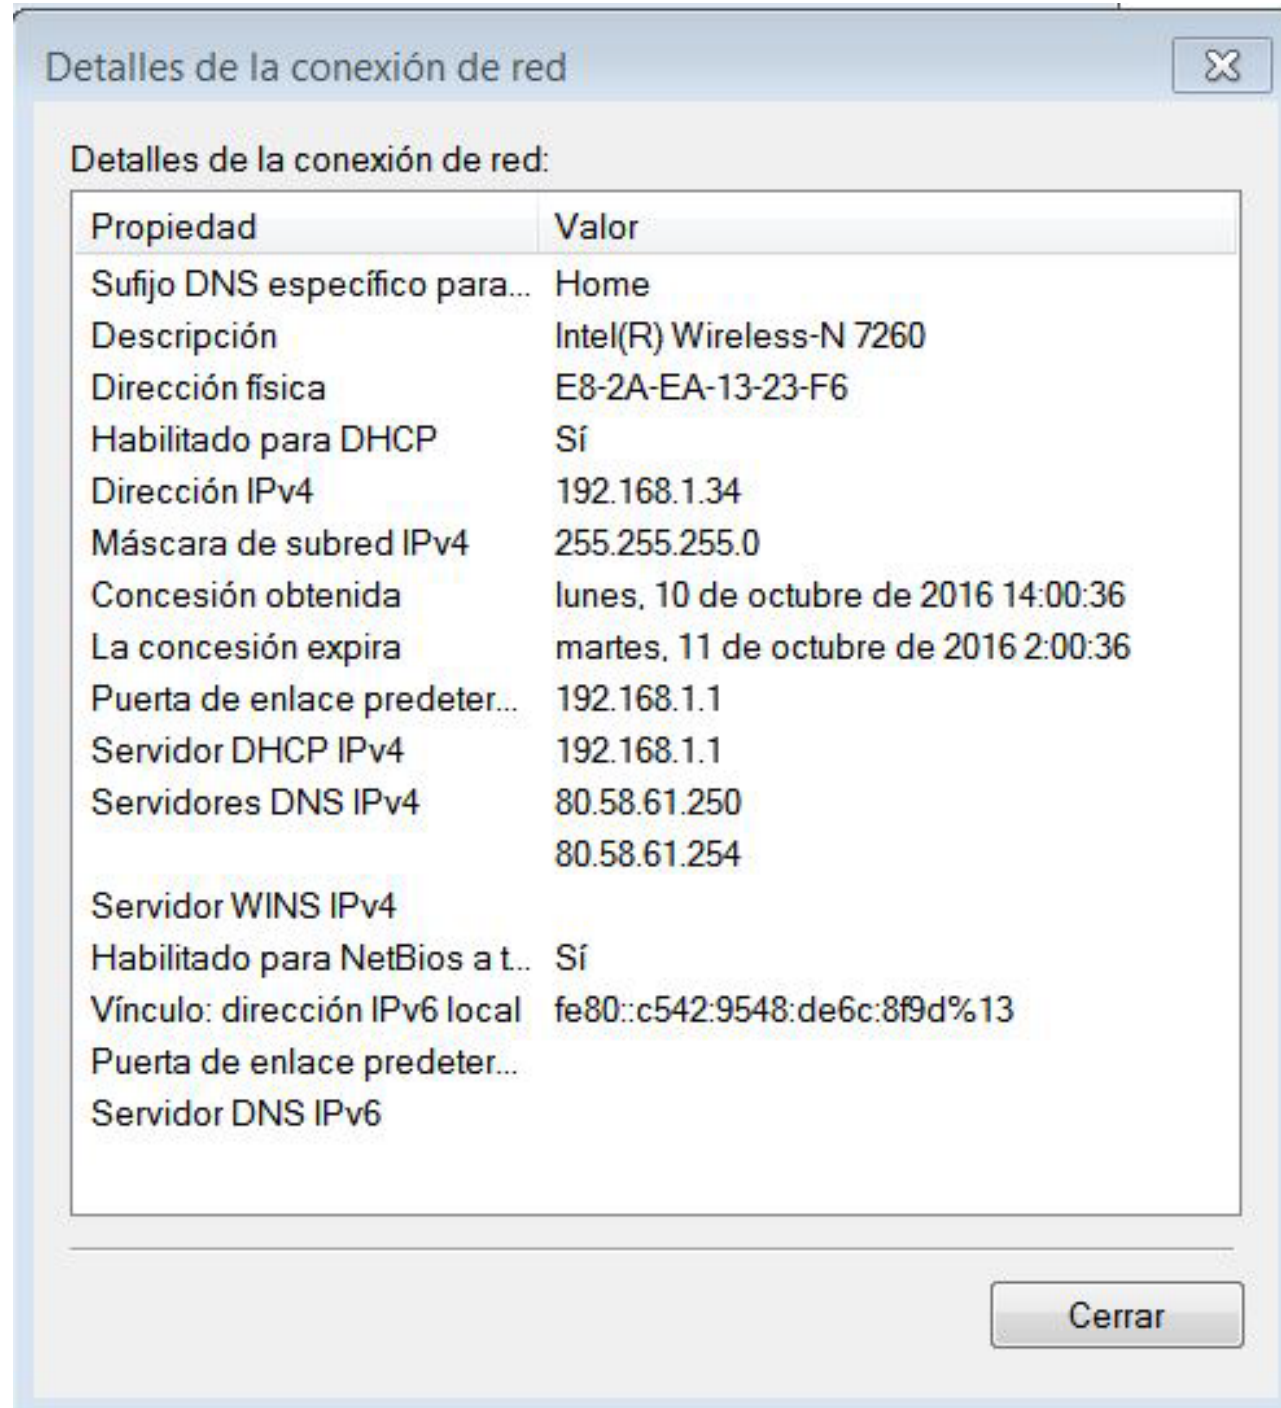 Detalles de la conexión de red
Detalles de la conexión de red:
Propiedad Valor
Sufijo DNS específico para... Home
Descripción Intel(R) Wireless-N 7260
Dirección física E8-2A-EA-13-23-F6
Habilitado para DHCP Sí
Dirección IPv4 192.168.1.34
Máscara de subred IPv4 255.255.255.0
Concesión obtenida lunes, 10 de octubre de 2016 14:00:36
La concesión expira martes, 11 de octubre de 2016 2:00:36
Puerta de enlace predeter... 192.168.1.1
Servidor DHCP IPv4 192.168.1.1
Servidores DNS IPv4 80.58.61.250
80.58.61.254
Servidor WINS IPv4
Habilitado para NetBios a t... Sí
Vínculo: dirección IPv6 local fe80::c542:9548:de6c:8f9d%13
Puerta de enlace predeter...
Servidor DNS IPv6
Cerrar